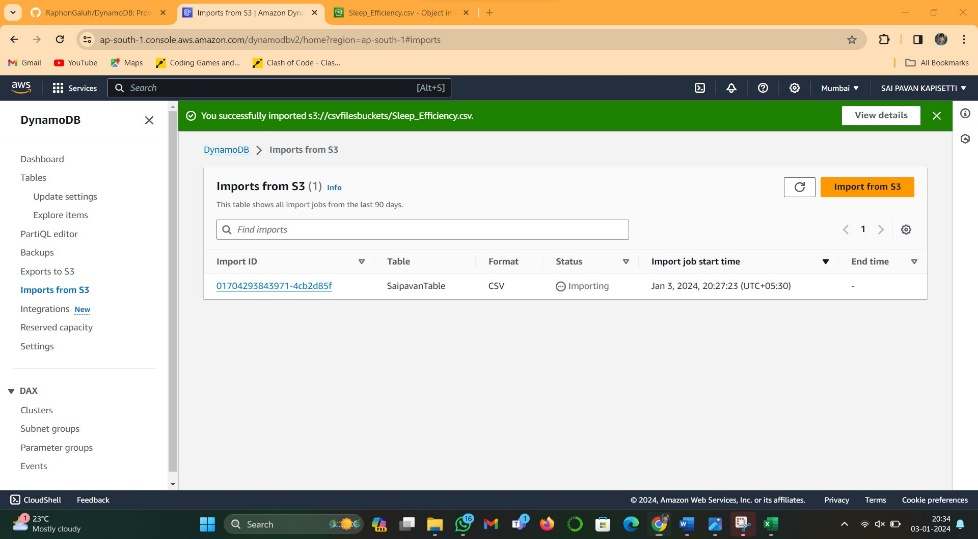 RaphonGaluh/DynamoDB: Pro
Imports from S3 | Amazon Dyn
Sleep_Efficiency.csv - Object in
ap-south-1.console.aws.amazon.com/dynamodbv2/home?region=ap-south-1#imports
Gmail YouTube Maps Coding Games and... Clash of Code - Clas... All Bookmarks
aws Services Search [Alt+S] Mumbai SAI PAVAN KAPISETTI
DynamoDB
Dashboard
Tables
Update settings
Explore items
PartiQL editor
Backups
Exports to S3
Imports from S3
Integrations New
Reserved capacity
Settings
DAX
Clusters
Subnet groups
Parameter groups
Events
You successfully imported s3://csvfilesbuckets/Sleep_Efficiency.csv. View details
DynamoDB > Imports from S3
Imports from S3 (1) Info Import from S3
This table shows all import jobs from the last 90 days.
Find imports 1
Import ID Table Format Status Import job start time End time
01704293843971-4cb2d85f SaipavanTable CSV Importing Jan 3, 2024, 20:27:23 (UTC+05:30) -
CloudShell Feedback © 2024, Amazon Web Services, Inc. or its affiliates. Privacy Terms Cookie preferences
1 23°C Search 16 1 20:34
Mostly cloudy 03-01-2024